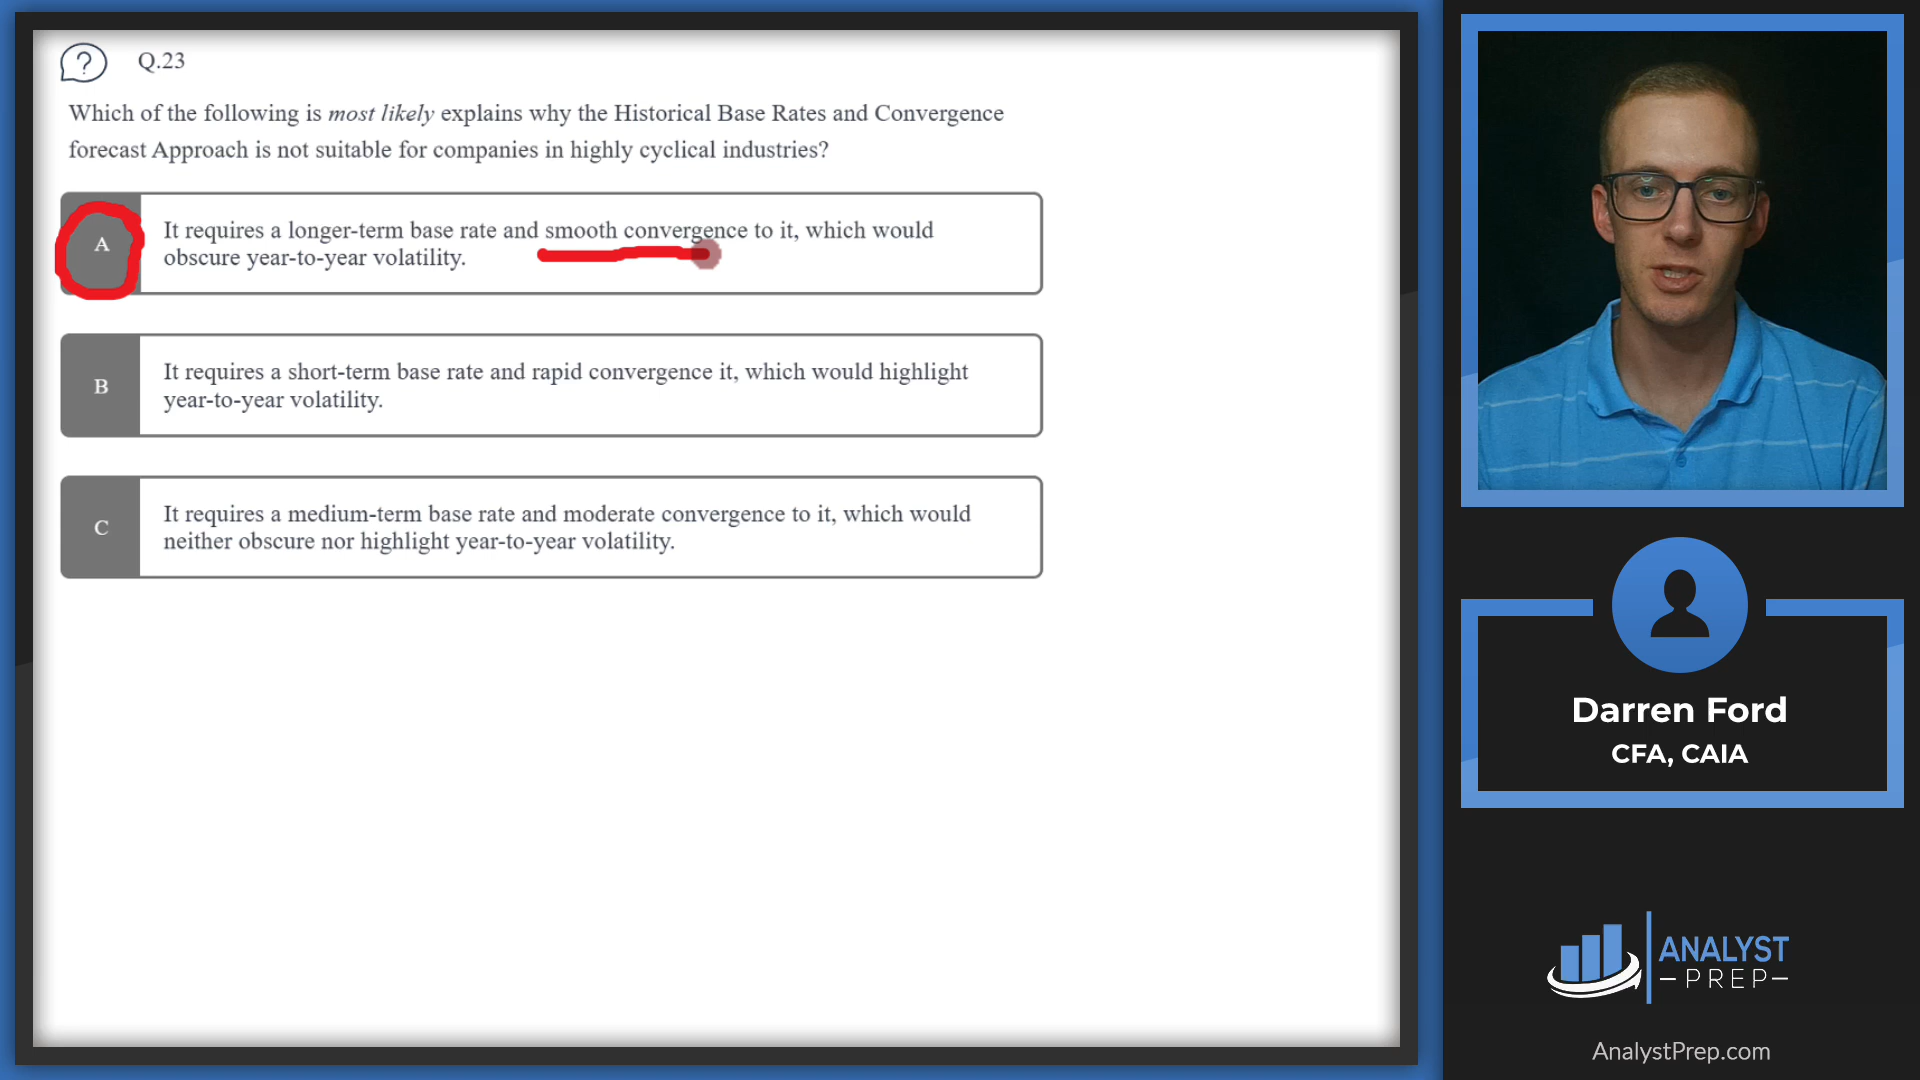 ?
Q.23
Which of the following is most likely explains why the Historical Base Rates and Convergence
forecast Approach is not suitable for companies in highly cyclical industries?
A
It requires a longer-term base rate and smooth convergence to it, which would
obscure year-to-year volatility.
B
It requires a short-term base rate and rapid convergence it, which would highlight
year-to-year volatility.
C
It requires a medium-term base rate and moderate convergence to it, which would
neither obscure nor highlight year-to-year volatility.
Darren Ford
CFA, CAIA
ANALYST
PREP
AnalystPrep.com